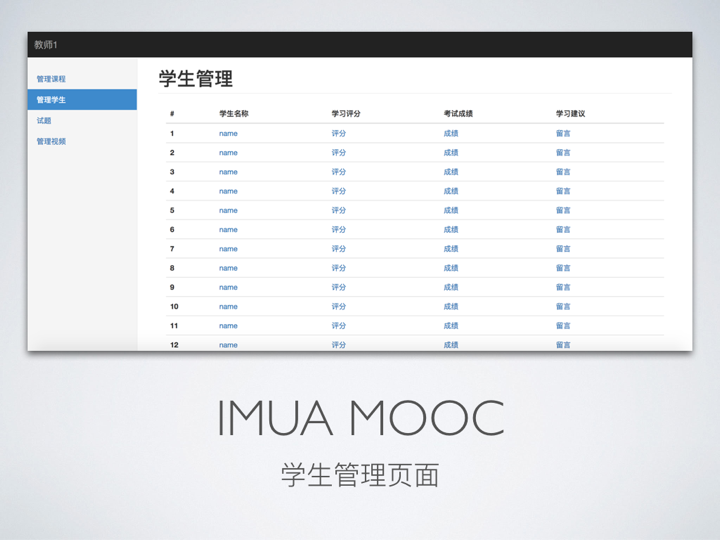 教师1
管理课程
管理学生
试题
管理视频
学生管理
# 学生名称 学习评分 考试成绩 学习建议
1 name 评分 成绩 留言
2 name 评分 成绩 留言
3 name 评分 成绩 留言
4 name 评分 成绩 留言
5 name 评分 成绩 留言
6 name 评分 成绩 留言
7 name 评分 成绩 留言
8 name 评分 成绩 留言
9 name 评分 成绩 留言
10 name 评分 成绩 留言
11 name 评分 成绩 留言
12 name 评分 成绩 留言
IMUA MOOC
学生管理页面